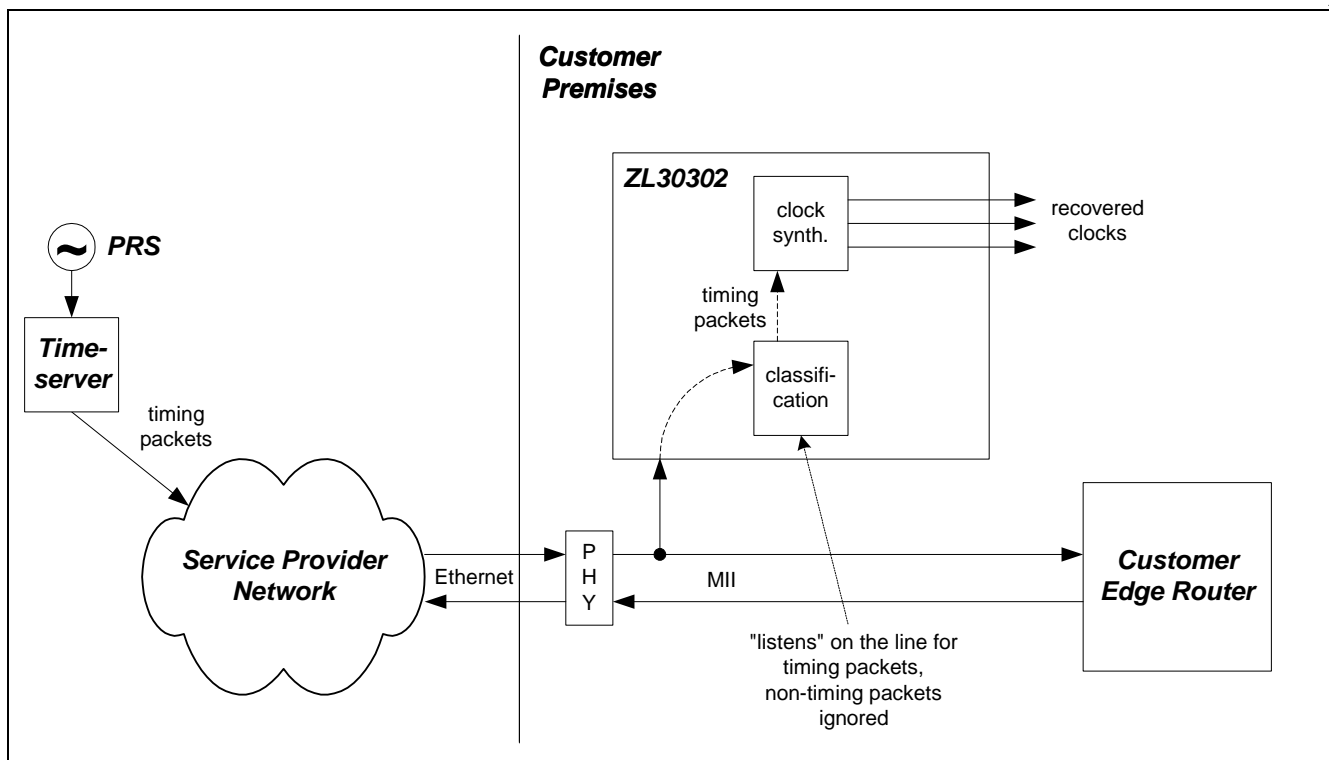 Customer
Premises
ZL30302
clock
synth.
recovered
clocks
~
PRS
timing
packets
Time-
server
classifi-
cation
timing
packets
Service Provider
Network
Ethernet
P
H
Y
MII
Customer
Edge Router
"listens" on the line for
timing packets,
non-timing packets
ignored